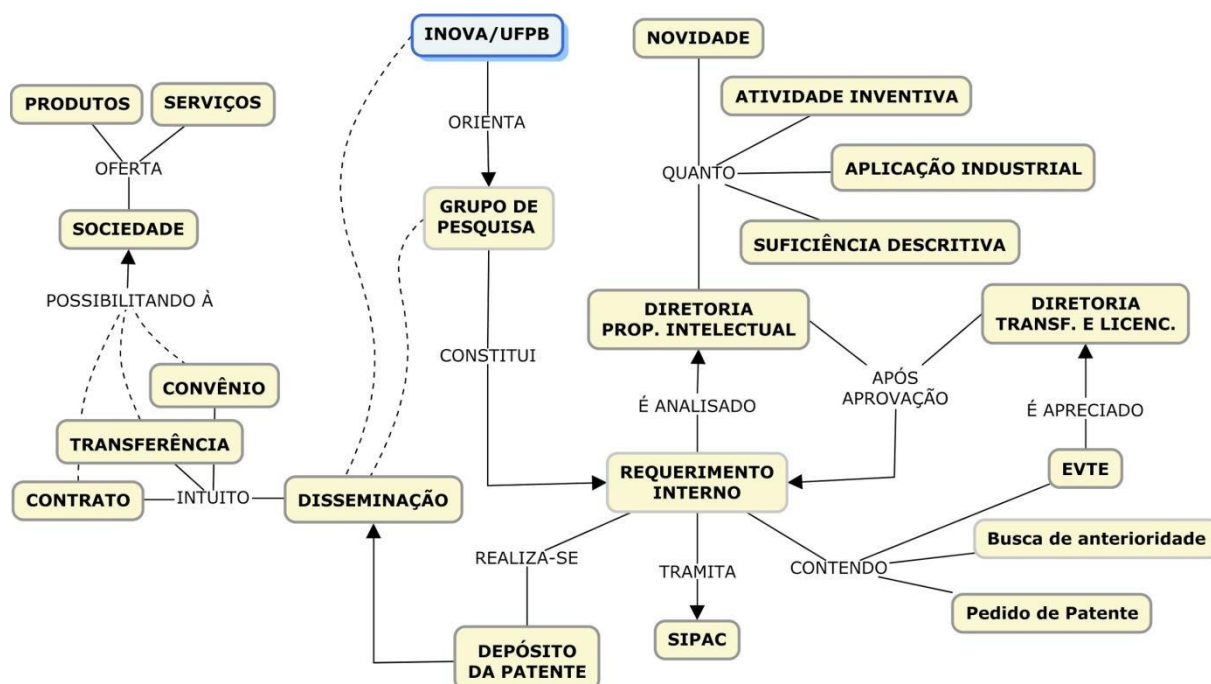 INOVA/UFPB
NOVIDADE
PRODUTOS
SERVIÇOS
ATIVIDADE INVENTIVA
ORIENTA
OFERTA
QUANTO
APLICAÇÃO INDUSTRIAL
GRUPO DE
PESQUISA
SOCIEDADE
SUFICIÊNCIA DESCRITIVA
POSSIBILITANDO À
DIRETORIA
PROP. INTELECTUAL
DIRETORIA
TRANSF. E LICENC.
CONSTITUI
CONVÊNIO
APÓS
APROVAÇÃO
É ANALISADO
É APRECIADO
TRANSFERÊNCIA
REQUERIMENTO
INTERNO
EVTE
CONTRATO
INTUITO
DISSEMINAÇÃO
Busca de anterioridade
REALIZA-SE
TRAMITA
CONTENDO
Pedido de Patente
SIPAC
DEPÓSITO
DA PATENTE